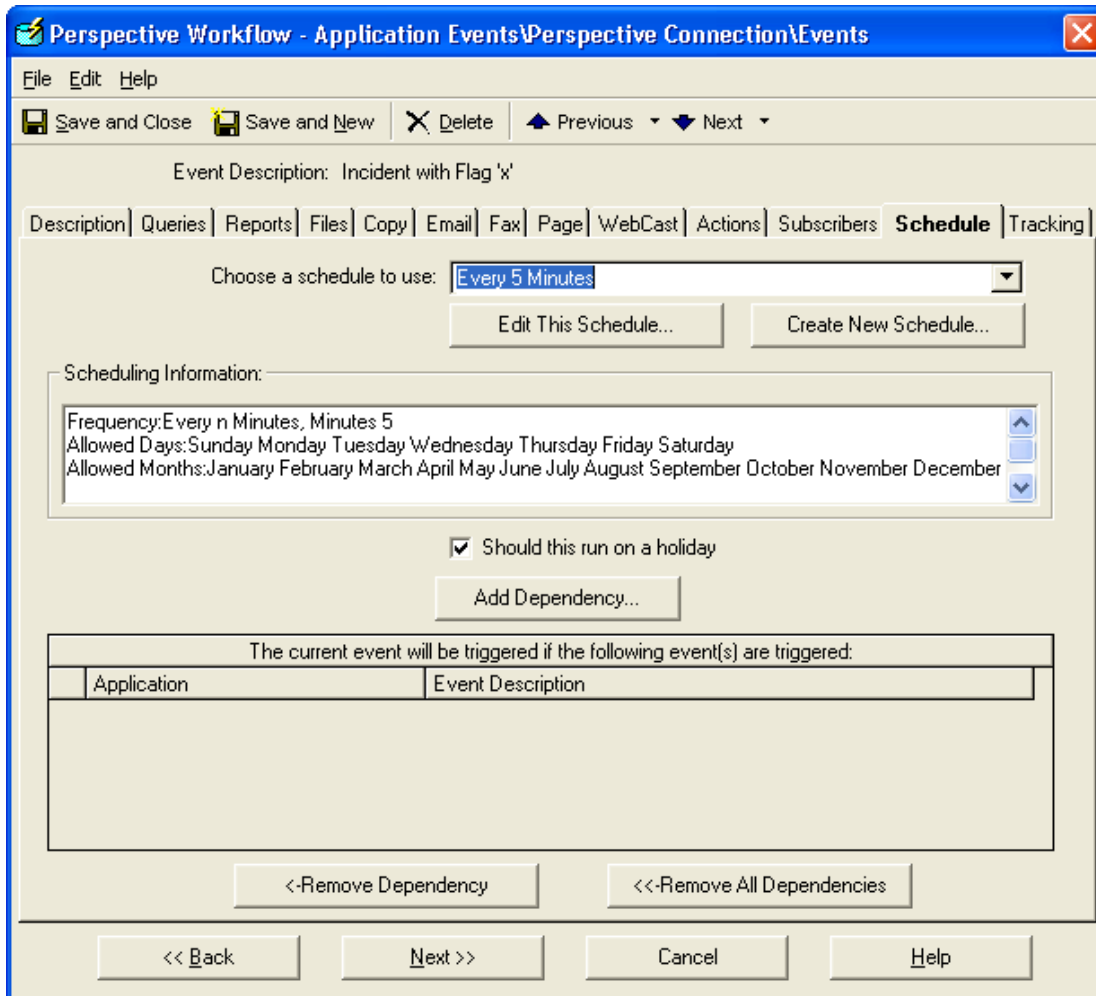 Perspective Workflow - Application Events\Perspective Connection\Events
File Edit Help
Save and Close Save and New Delete Previous Next
Event Description: Incident with Flag 'x'
Description Queries Reports Files Copy Email Fax Page WebCast Actions Subscribers Schedule Tracking
Choose a schedule to use: Every 5 Minutes
Edit This Schedule... Create New Schedule...
Scheduling Information:
Frequency:Every n Minutes, Minutes 5
Allowed Days:Sunday Monday Tuesday Wednesday Thursday Friday Saturday
Allowed Months:January February March April May June July August September October November December
Should this run on a holiday
Add Dependency...
The current event will be triggered if the following event(s) are triggered:
Application Event Description
<-Remove Dependency <<-Remove All Dependencies
<< Back Next >> Cancel Help